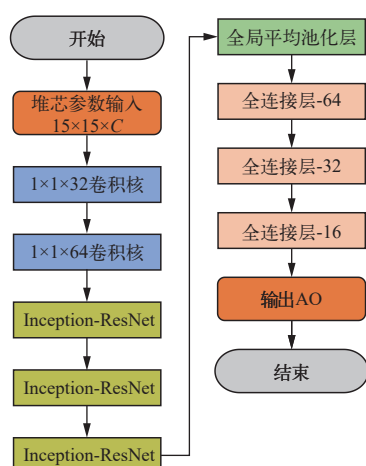 开始
堆芯参数输入
15×15×C
1×1×32卷积核
1×1×64卷积核
Inception-ResNet
Inception-ResNet
Inception-ResNet
全局平均池化层
全连接层-64
全连接层-32
全连接层-16
输出AO
结束